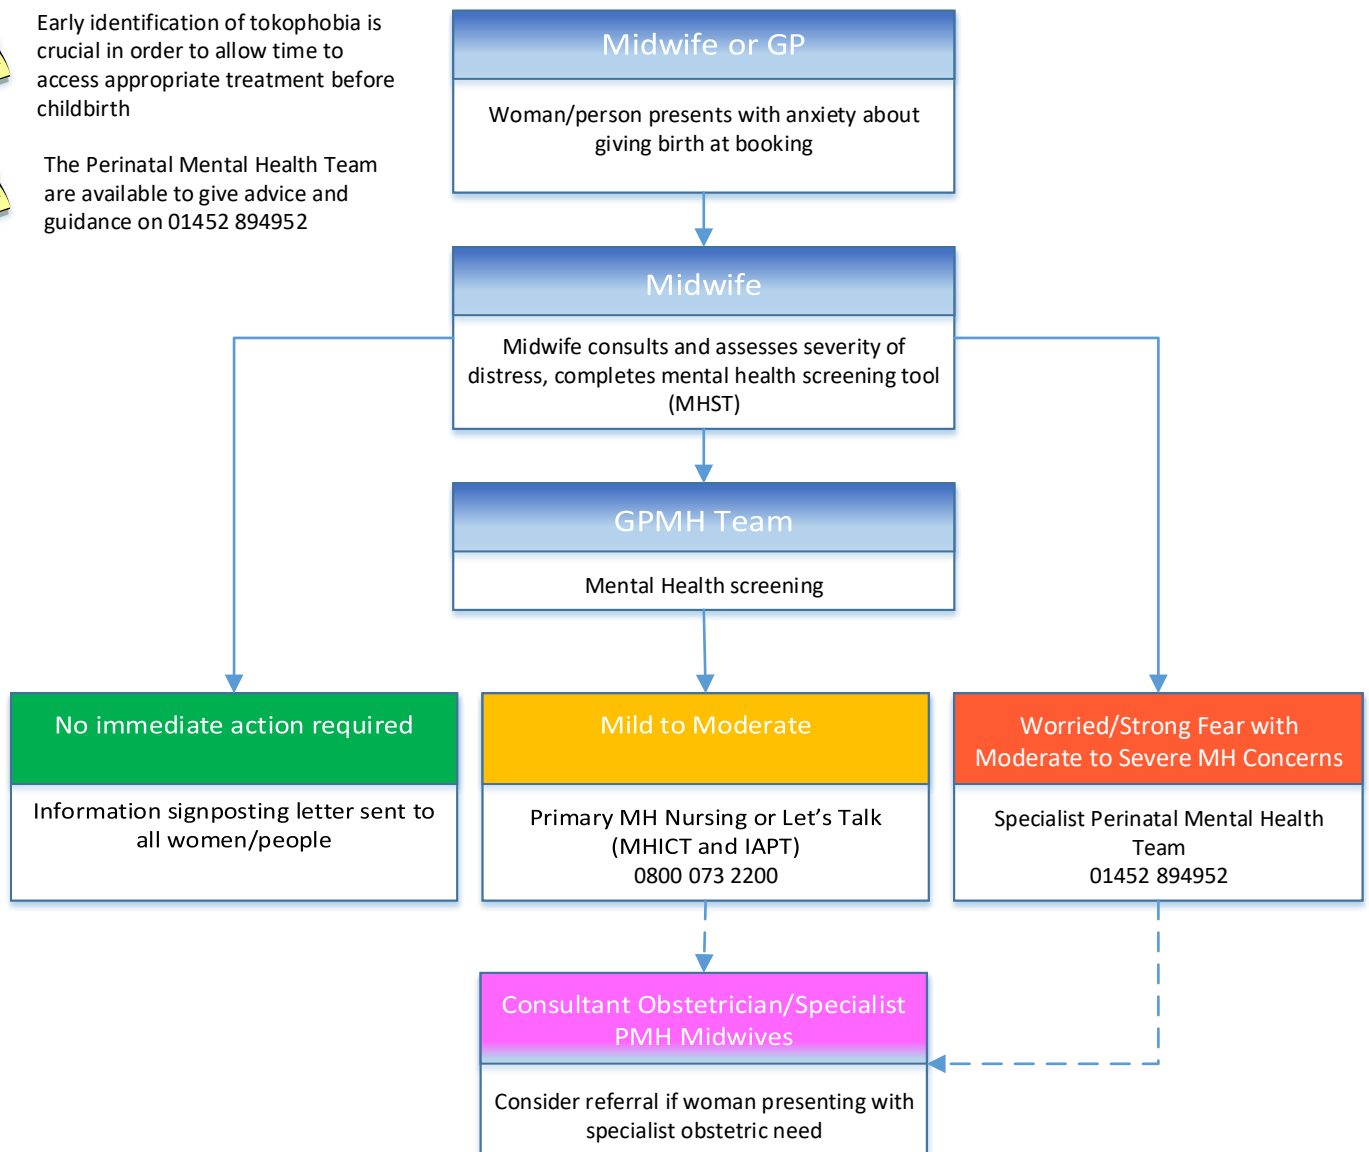 Early identification of tokophobia is
crucial in order to allow time to
access appropriate treatment before
childbirth
The Perinatal Mental Health Team
are available to give advice and
guidance on 01452 894952
Midwife or GP
Woman/person presents with anxiety about
giving birth at booking
Midwife
Midwife consults and assesses severity of
distress, completes mental health screening tool
(MHST)
GPMH Team
Mental Health screening
No immediate action required
Information signposting letter sent to
all women/people
Mild to Moderate
Primary MH Nursing or Let’s Talk
(MHICT and IAPT)
0800 073 2200
Worried/Strong Fear with
Moderate to Severe MH Concerns
Specialist Perinatal Mental Health
Team
01452 894952
Consultant Obstetrician/Specialist
PMH Midwives
Consider referral if woman presenting with
specialist obstetric need